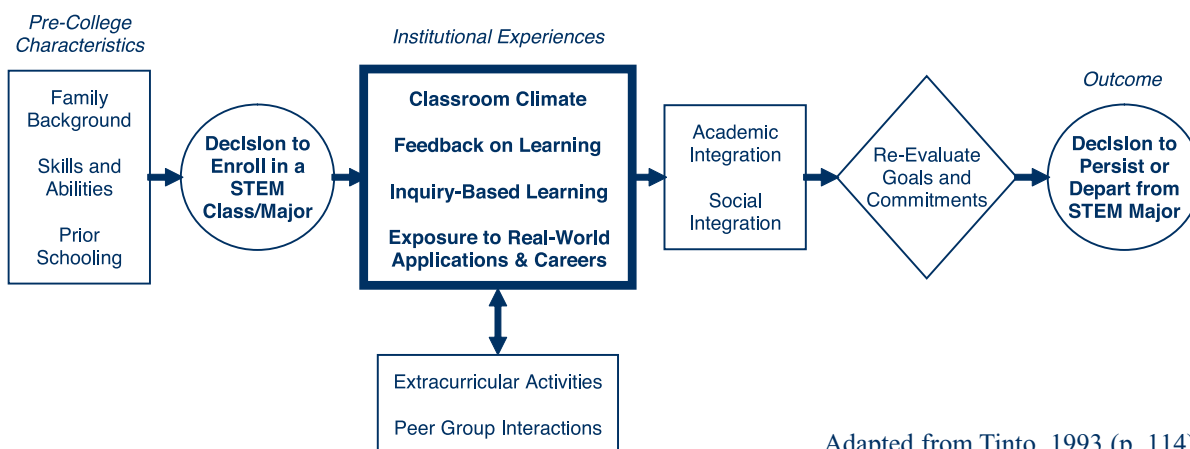 Pre-College
Characteristics
Family
Background
Skills and
Abilities
Prior
Schooling
Decision to
Enroll in a
STEM
Class/Major
Institutional Experiences
Classroom Climate
Feedback on Learning
Inquiry-Based Learning
Exposure to Real-World
Applications & Careers
Extracurricular Activities
Peer Group Interactions
Academic
Integration
Social
Integration
Re-Evaluate
Goals and
Commitments
Outcome
Decision to
Persist or
Depart from
STEM Major
Adapted from Tinto, 1993 (p. 114)